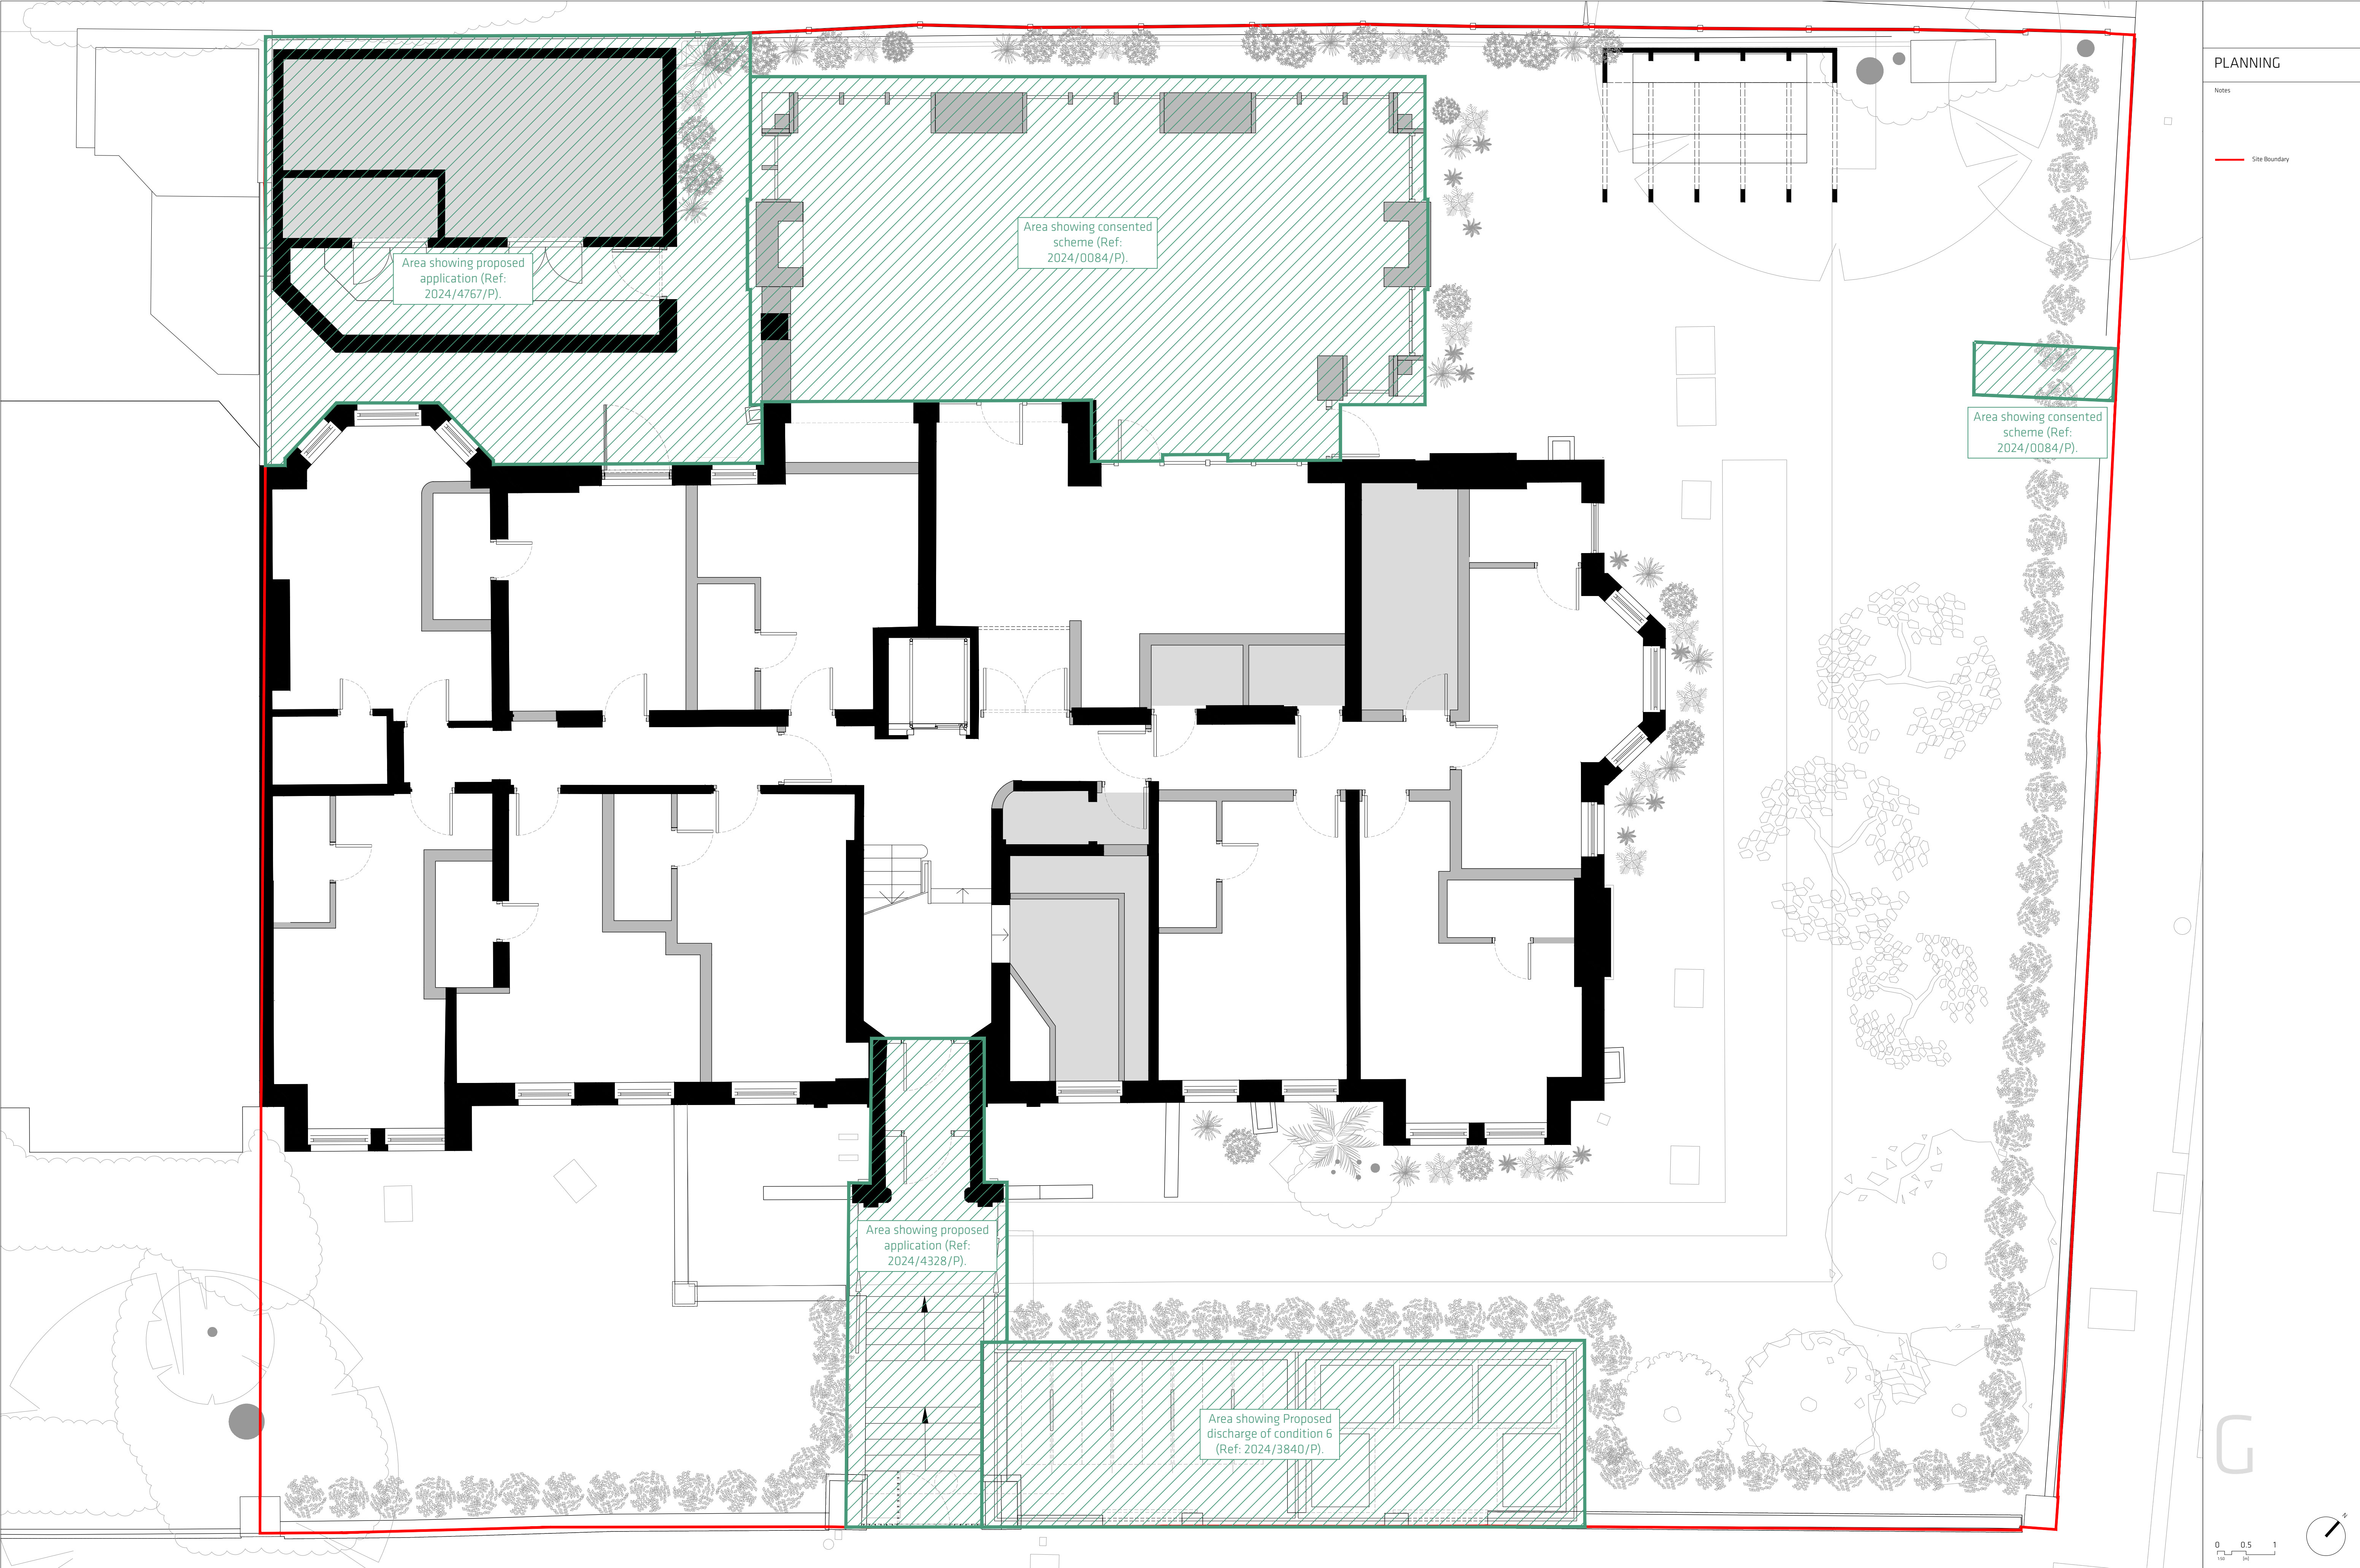 PLANNING
Notes
Site Boundary
Area showing consented
scheme (Ref:
2024/0084/P).
Area showing proposed
application (Ref:
2024/4767/P).
Area showing consented
scheme (Ref:
2024/0084/P).
Area showing proposed
application (Ref:
2024/4328/P).
Area showing Proposed
discharge of condition 6
(Ref: 2024/3840/P).
G
N
0 0.5 1
1:50 [m]